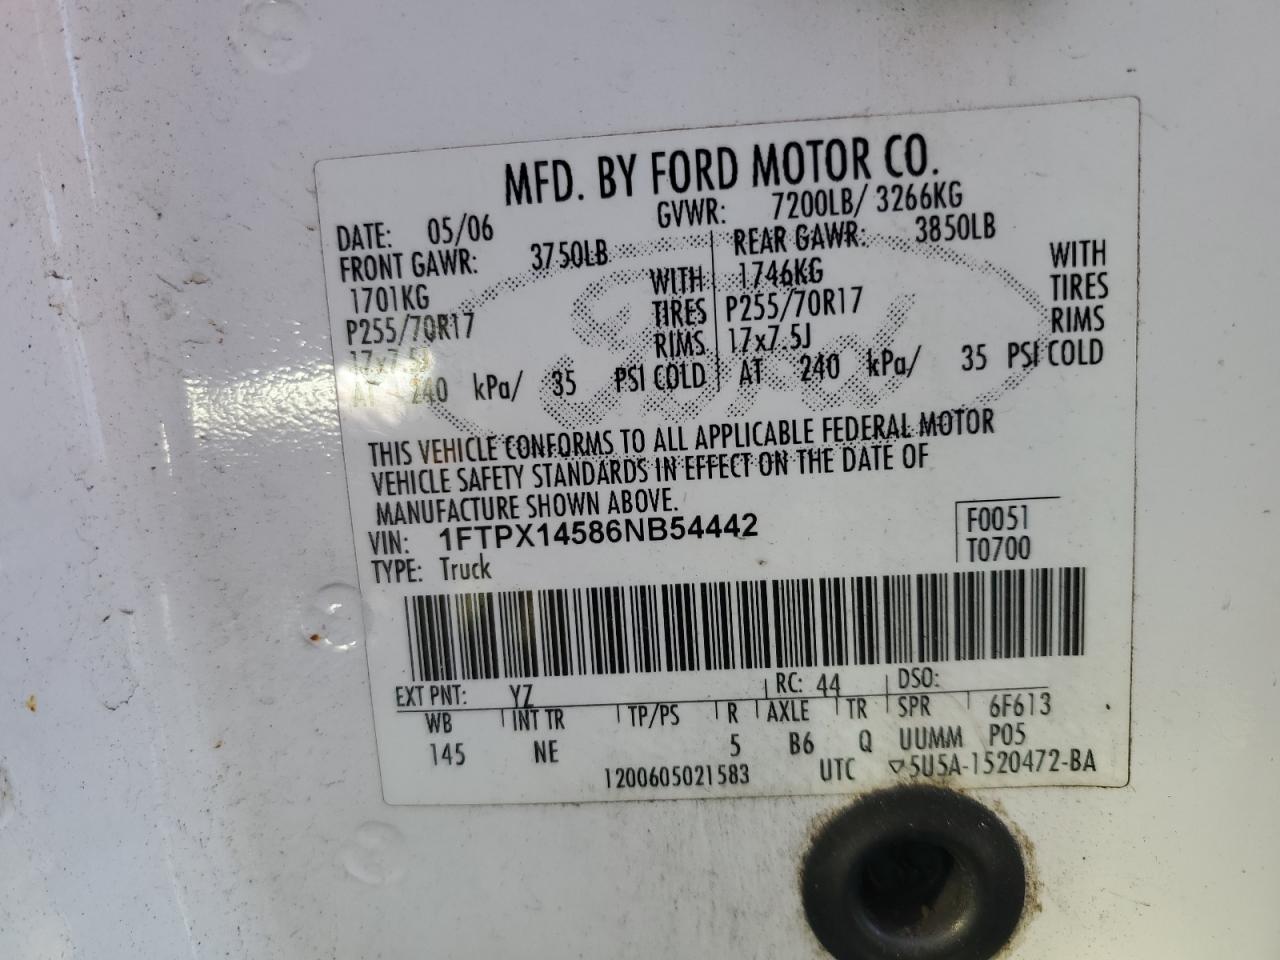 MFD. BY FORD MOTOR CO.
DATE: 05/06 GVWR: 7200LB/ 3266KG
FRONT GAWR: 3750LB REAR GAWR: 3850LB
1701KG WITH 1746KG WITH
P255/70R17 TIRES P255/70R17 TIRES
17x7.5J RIMS 17x7.5J RIMS
AT 240 kPa/ 35 PSI COLD AT 240 kPa/ 35 PSI COLD
THIS VEHICLE CONFORMS TO ALL APPLICABLE FEDERAL MOTOR
VEHICLE SAFETY STANDARDS IN EFFECT ON THE DATE OF
MANUFACTURE SHOWN ABOVE.
VIN: 1FTPX14586NB54442 F0051
TYPE: Truck T0700
EXT PNT: YZ RC: 44 DSO:
WB INT TR TP/PS R AXLE TR SPR 6F613
145 NE 5 B6 Q UUMM P05
1200605021583 UTC ▽5U5A-1520472-BA